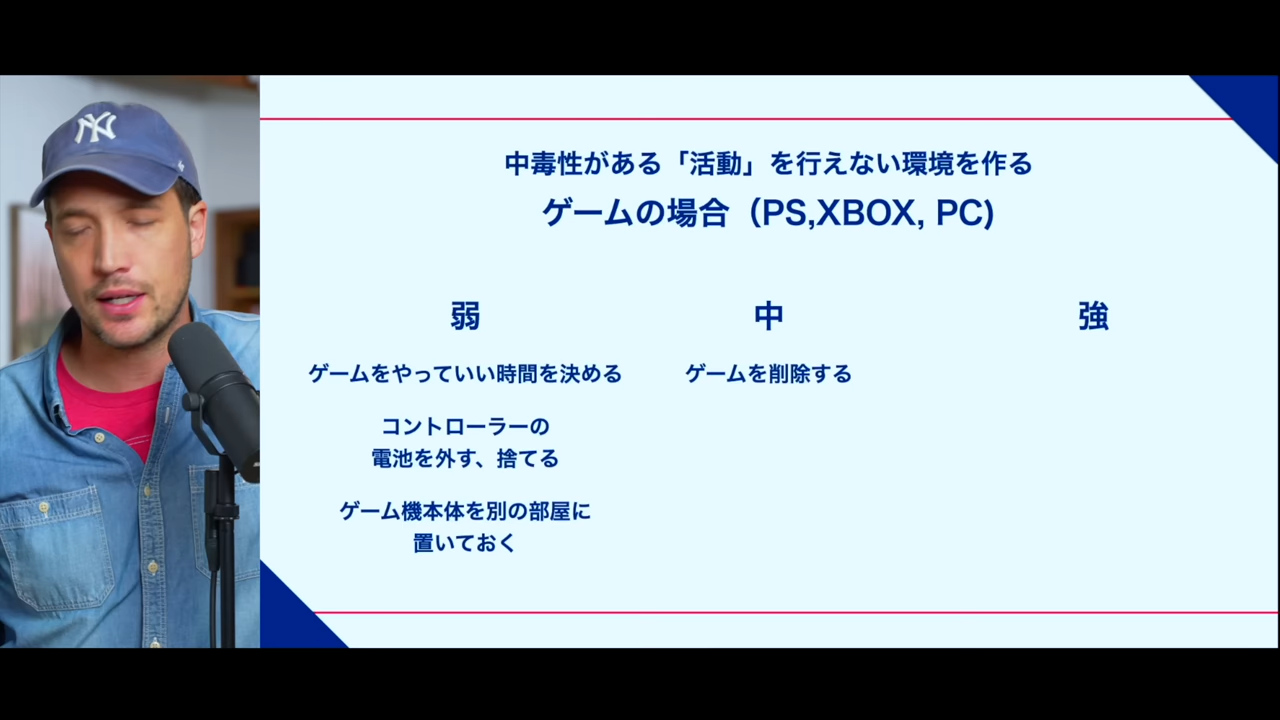 中毒性がある「活動」を行えない環境を作る
ゲームの場合（PS,XBOX, PC)
弱
中
強
ゲームをやっていい時間を決める
ゲームを削除する
コントローラーの
電池を外す、捨てる
ゲーム機本体を別の部屋に
置いておく
NY